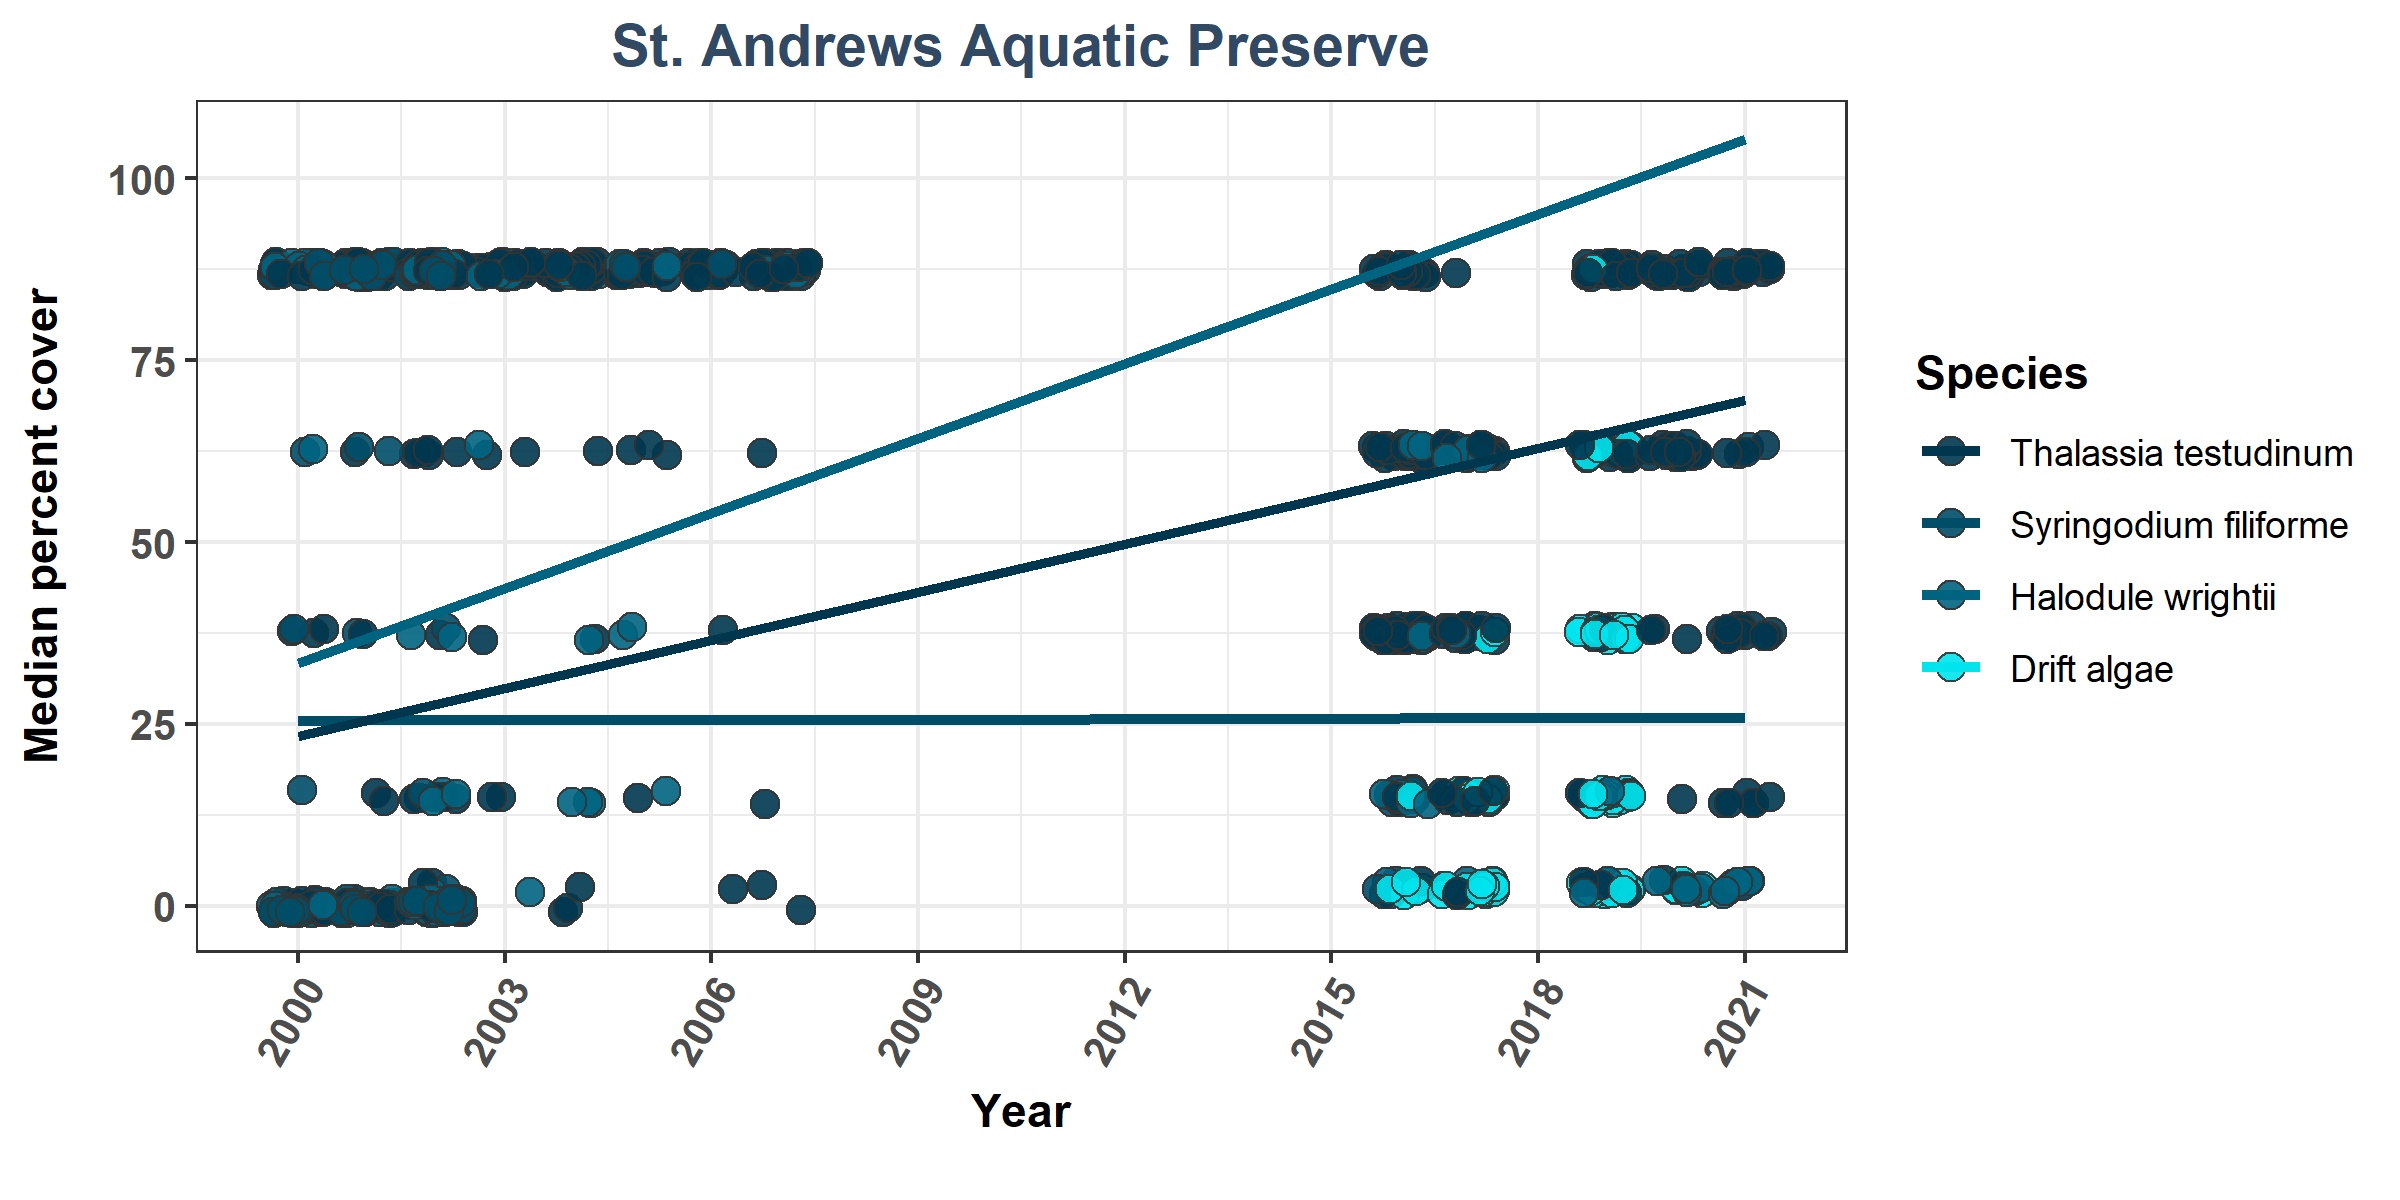 St. Andrews Aquatic Preserve
Median percent cover
100
75
50
25
0
2000
2003
2006
2009
2012
2015
2018
2021
Year
Species
Thalassia testudinum
Syringodium filiforme
Halodule wrightii
Drift algae